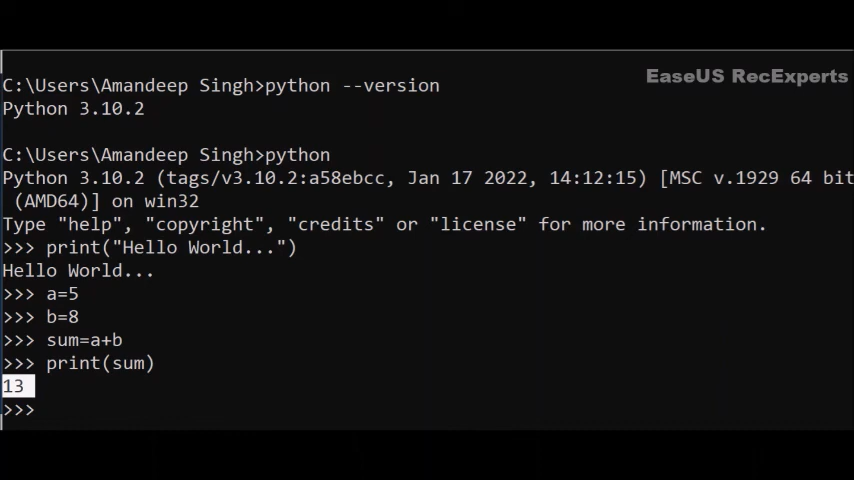 EaseUS RecExperts
C:\Users\Amandeep Singh>python --version
Python 3.10.2
C:\Users\Amandeep Singh>python
Python 3.10.2 (tags/v3.10.2:a58ebcc, Jan 17 2022, 14:12:15) [MSC v.1929 64 bit
(AMD64)] on win32
Type "help", "copyright", "credits" or "license" for more information.
>>> print("Hello World...")
Hello World...
>>> a=5
>>> b=8
>>> sum=a+b
>>> print(sum)
13
>>>